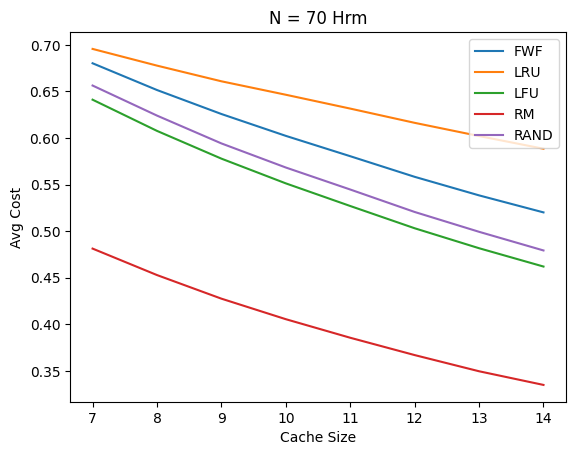 N = 70 Hrm
FWF
LRU
LFU
RM
RAND
Avg Cost
0.70
0.65
0.60
0.55
0.50
0.45
0.40
0.35
7 8 9 10 11 12 13 14
Cache Size